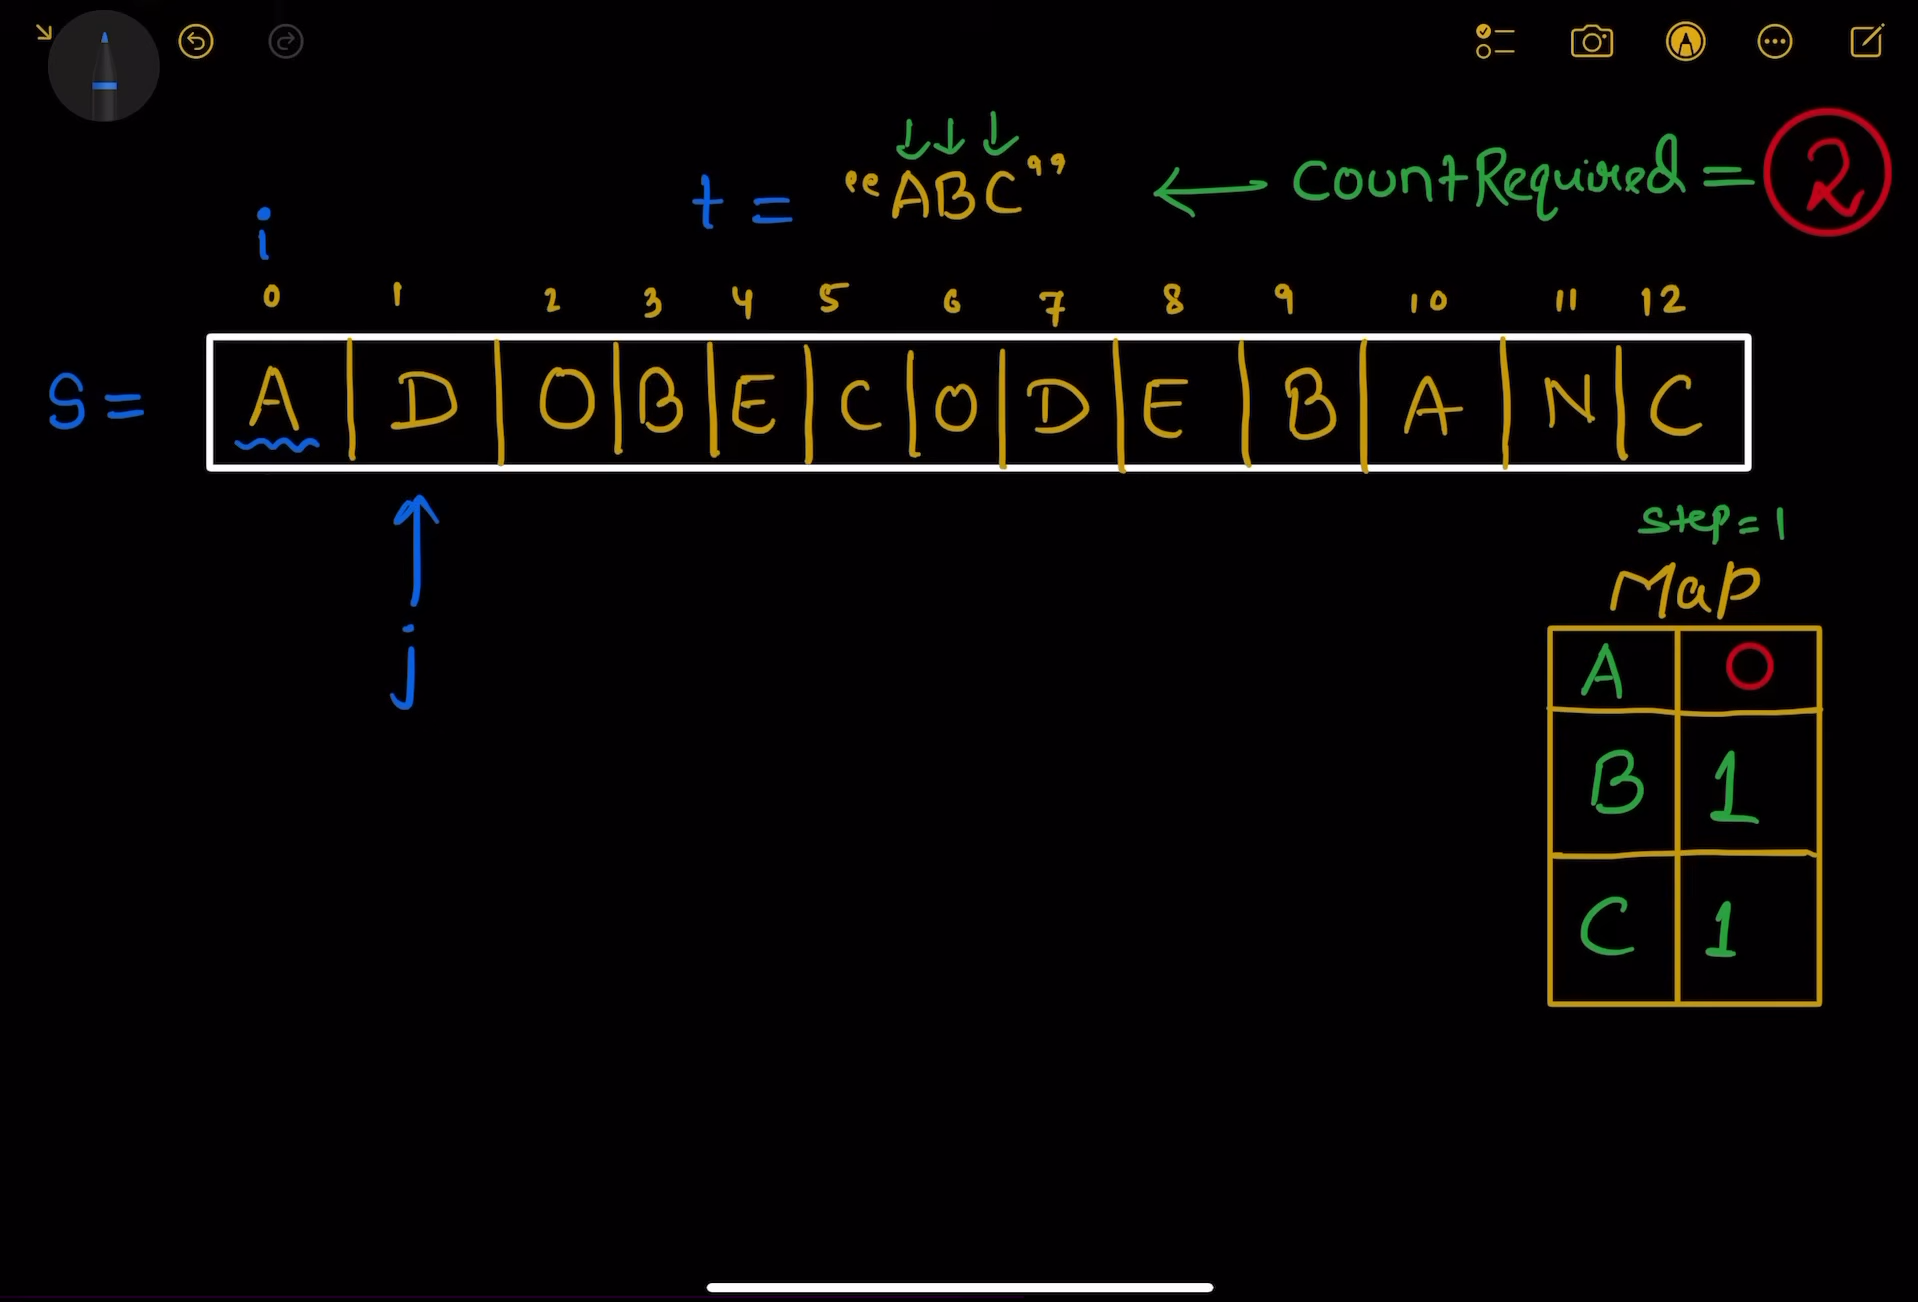 t = "ABC" ← countRequired = 2
i
0 1 2 3 4 5 6 7 8 9 10 11 12
S = A D O B E C O D E B A N C
j
step = 1
Map
A 0
B 1
C 1